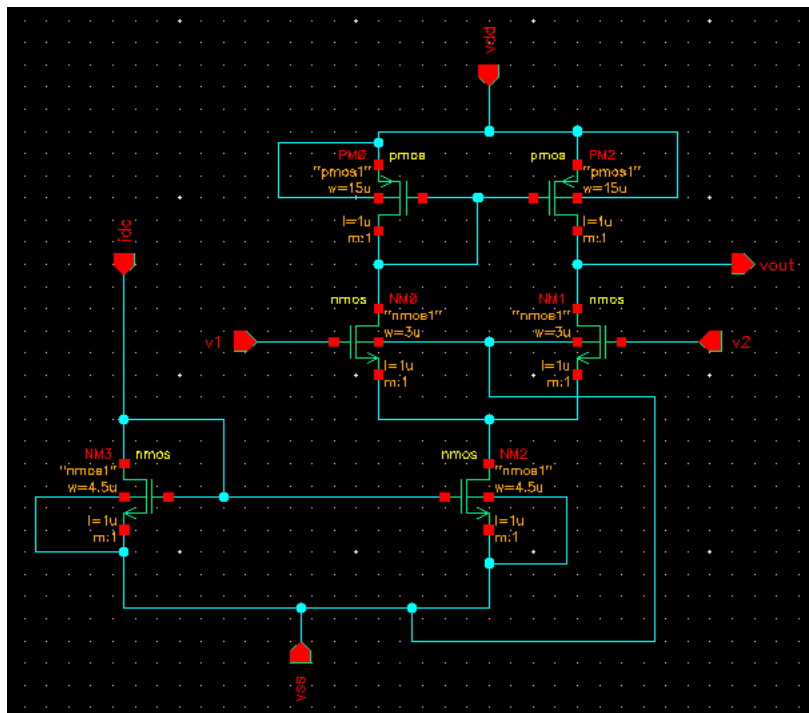 vdd
PM0 pmos
"pmos1"
w=15u
l=1u
m:1
pmos PM2
"pmos1"
w=15u
l=1u
m:1
idc
vout
nmos NM0
"nmos1"
w=3u
l=1u
m:1
NM1 nmos
"nmos1"
w=3u
l=1u
m:1
v1
v2
NM3 nmos
"nmos1"
w=4.5u
l=1u
m:1
nmos NM2
"nmos1"
w=4.5u
l=1u
m:1
vss